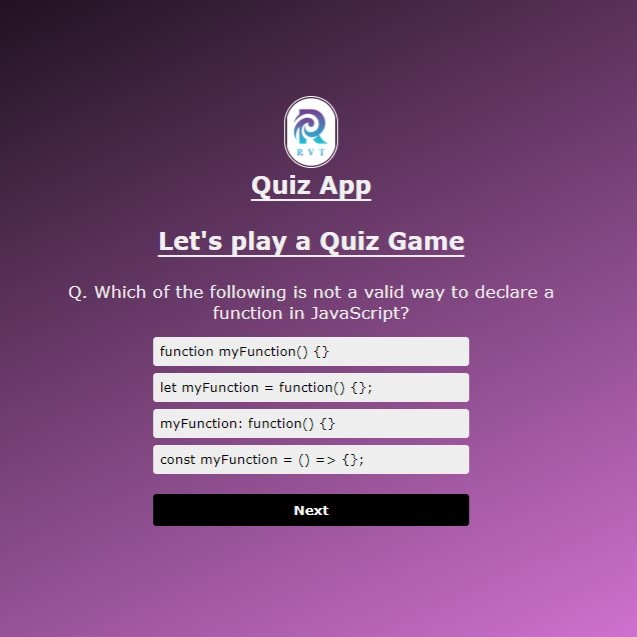 RVT
Quiz App
Let's play a Quiz Game
Q. Which of the following is not a valid way to declare a
function in JavaScript?
function myFunction() {}
let myFunction = function() {};
myFunction: function() {}
const myFunction = () => {};
Next